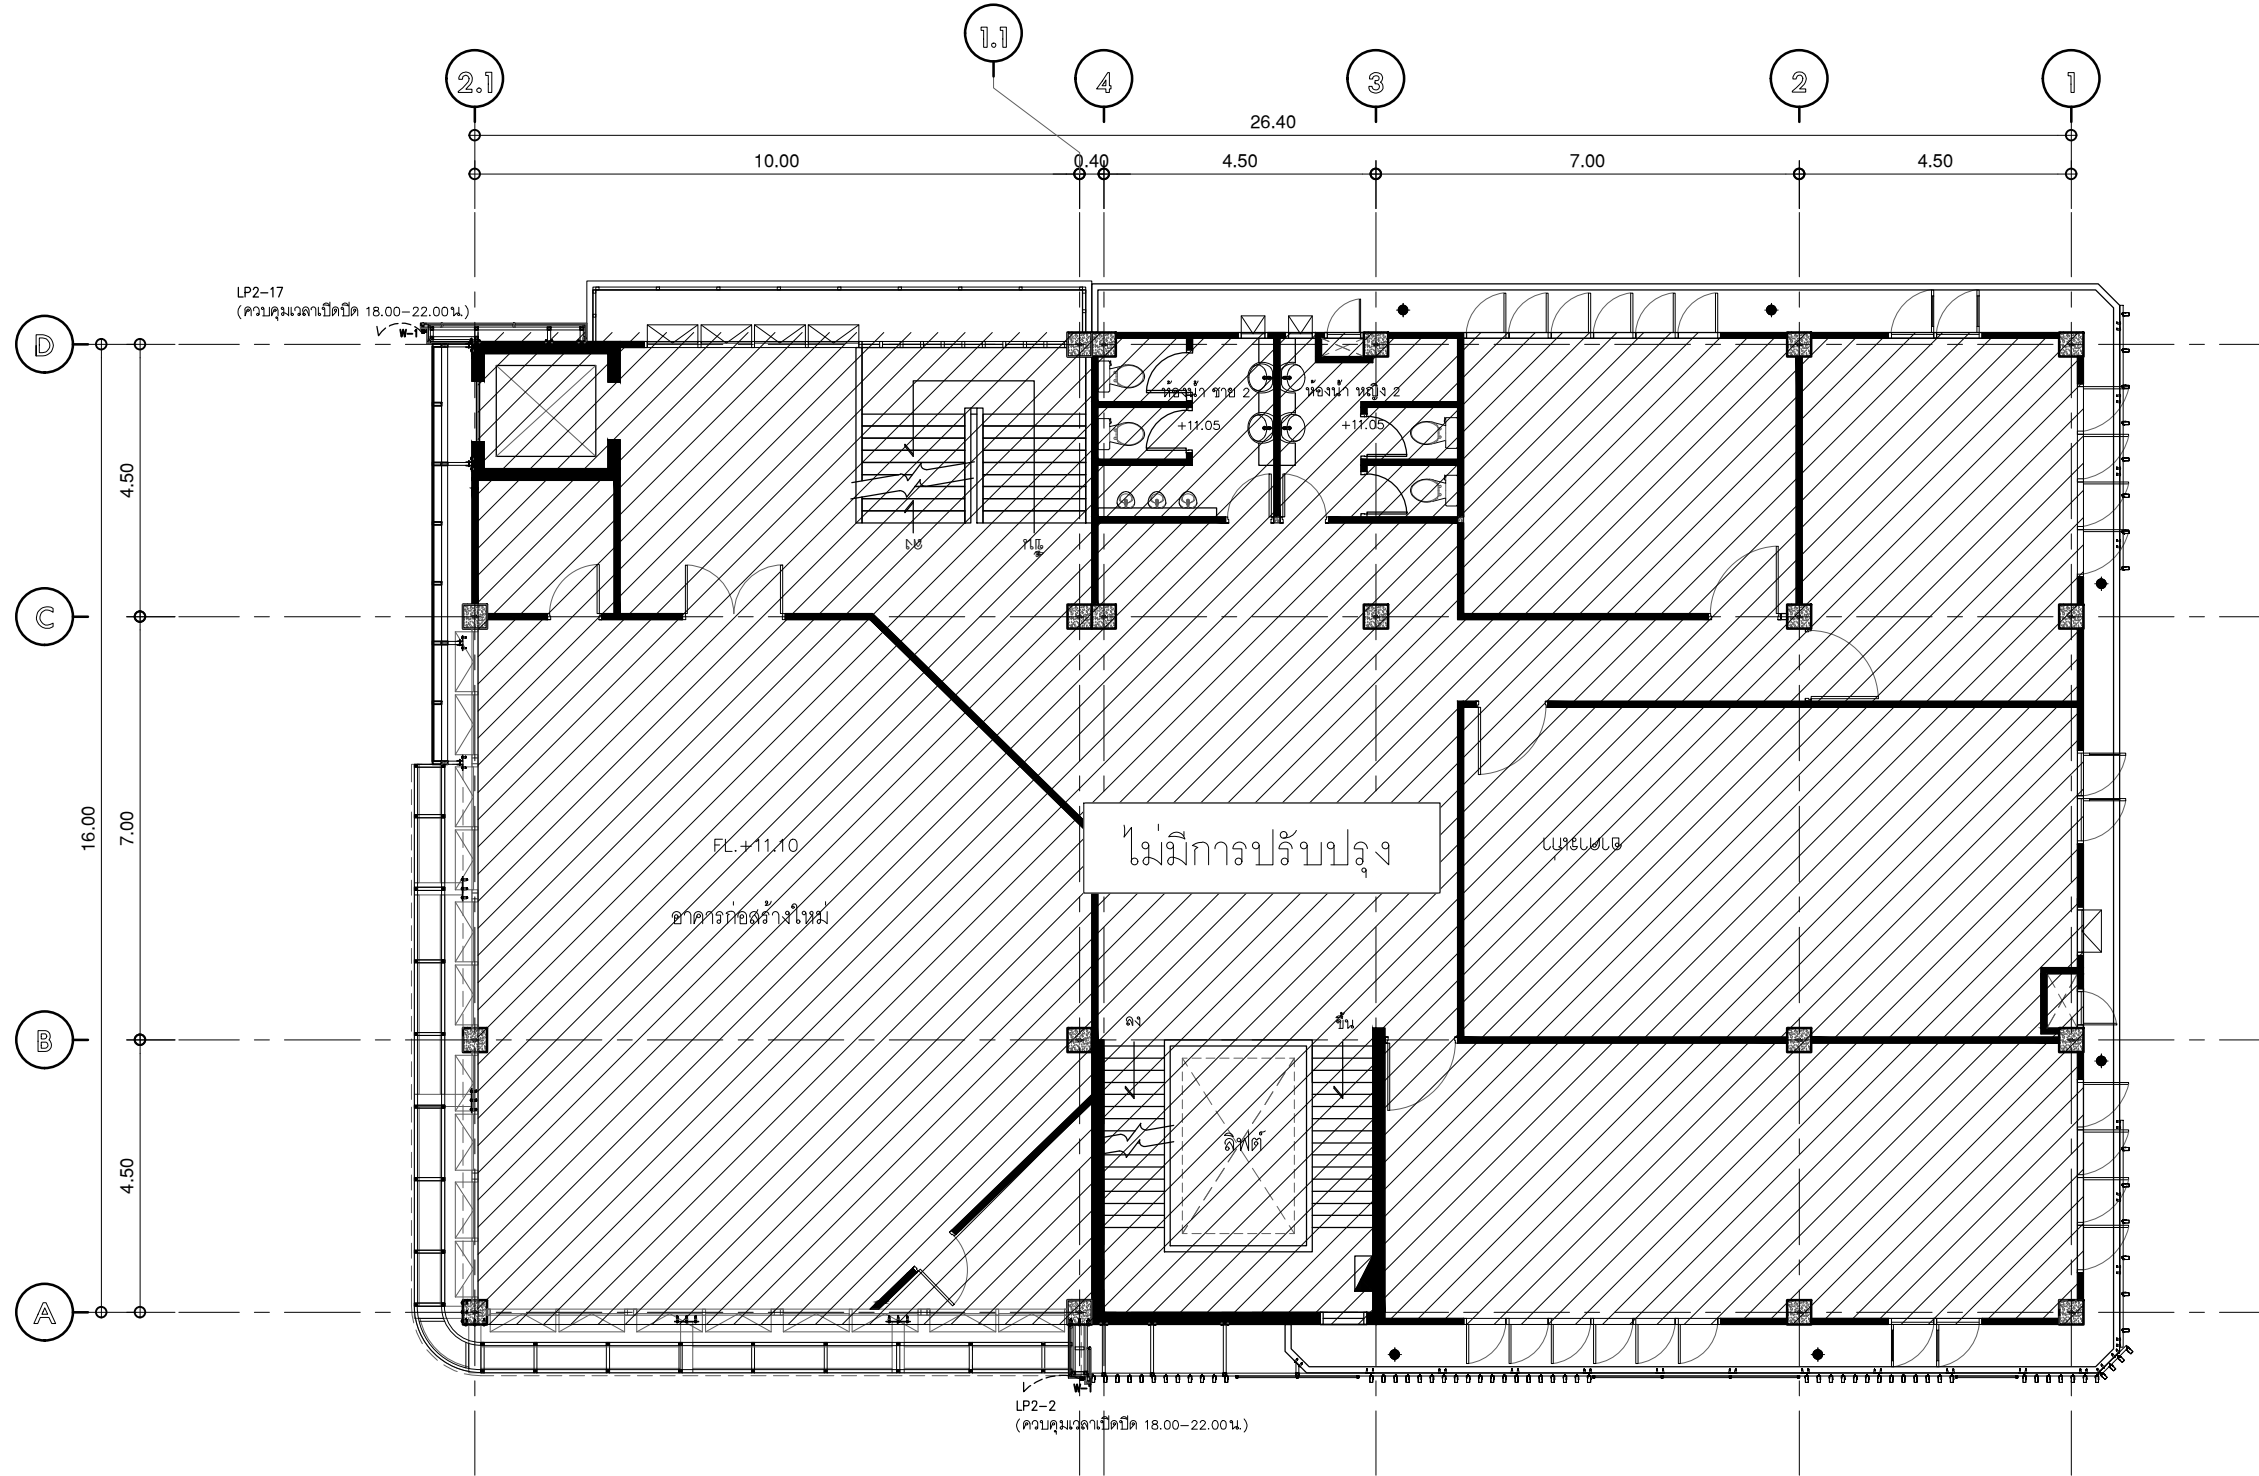 1.1
2.1
4
3
2
1
26.40
10.00
0.40
4.50
7.00
4.50
LP2-17
(ควบคุมเวลาเปิดปิด 18.00-22.00น.)
W-1
D
ห้องน้ำ ชาย 2
ห้องน้ำ หญิง 2
+11.05
+11.05
4.50
ลง
ขึ้น
C
16.00
7.00
FL.+11.10
ไม่มีการปรับปรุง
อาคารก่อสร้างใหม่
ลง
ขึ้น
B
ลิฟต์
4.50
A
LP2-2
(ควบคุมเวลาเปิดปิด 18.00-22.00น.)